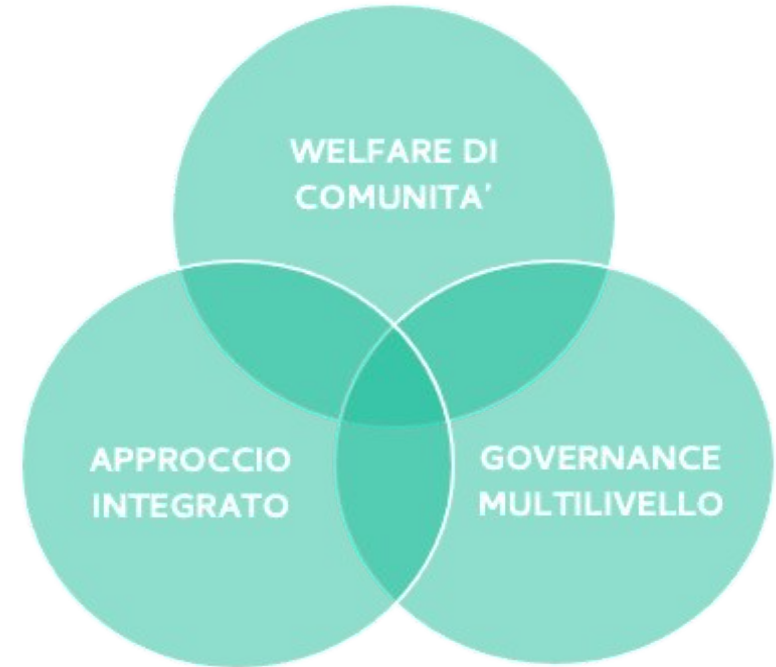 WELFARE DI
COMUNITA'
APPROCCIO
INTEGRATO
GOVERNANCE
MULTILIVELLO